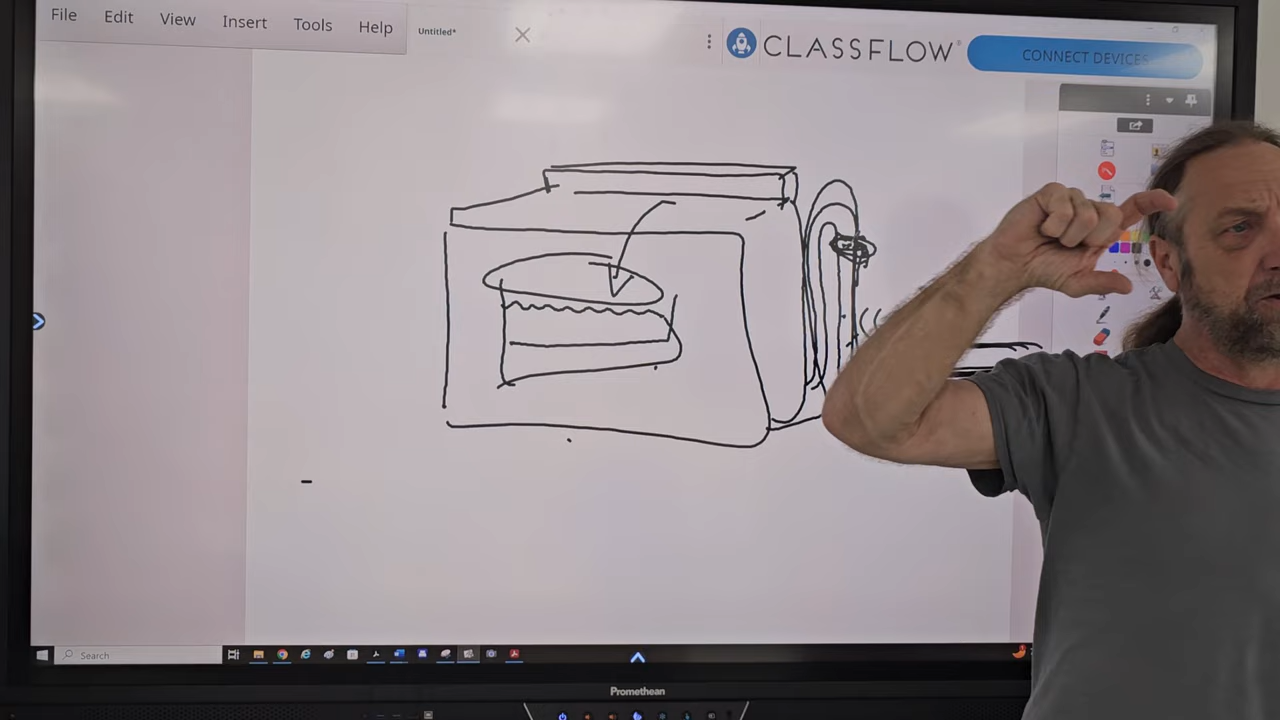 File Edit View Insert Tools Help
Untitled*
CLASSFLOW
CONNECT DEVICES
Search
Promethean